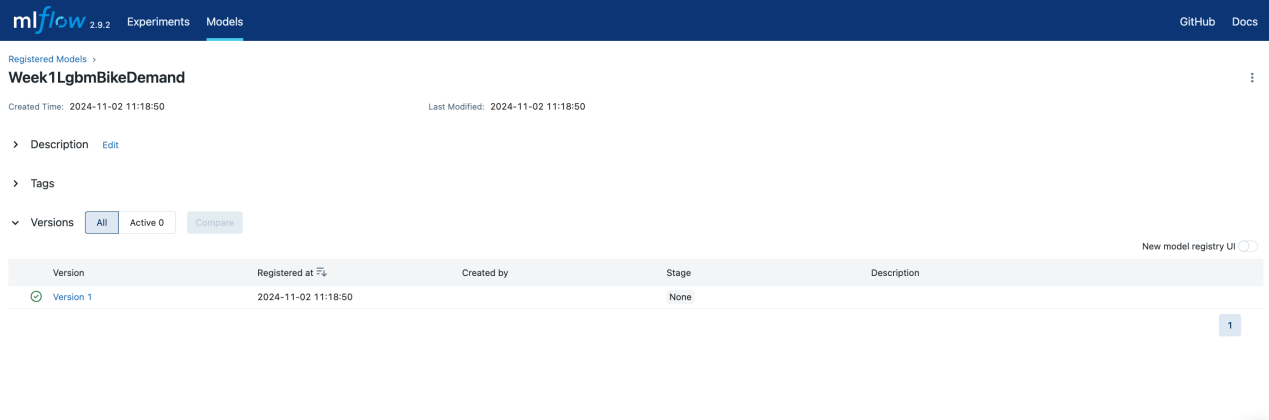 mlflow 2.9.2 Experiments Models GitHub Docs
Registered Models ›
Week1LgbmBikeDemand
Created Time: 2024-11-02 11:18:50 Last Modified: 2024-11-02 11:18:50
Description Edit
Tags
Versions All Active 0 Compare
New model registry UI
Version Registered at Created by Stage Description
Version 1 2024-11-02 11:18:50 None
1